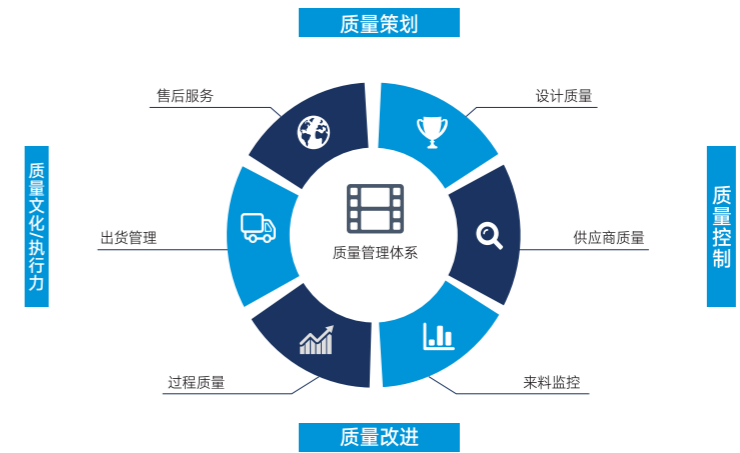 质量策划
售后服务
设计质量
质量文化/执行力
质量控制
出货管理
供应商质量
质量管理体系
过程质量
来料监控
质量改进